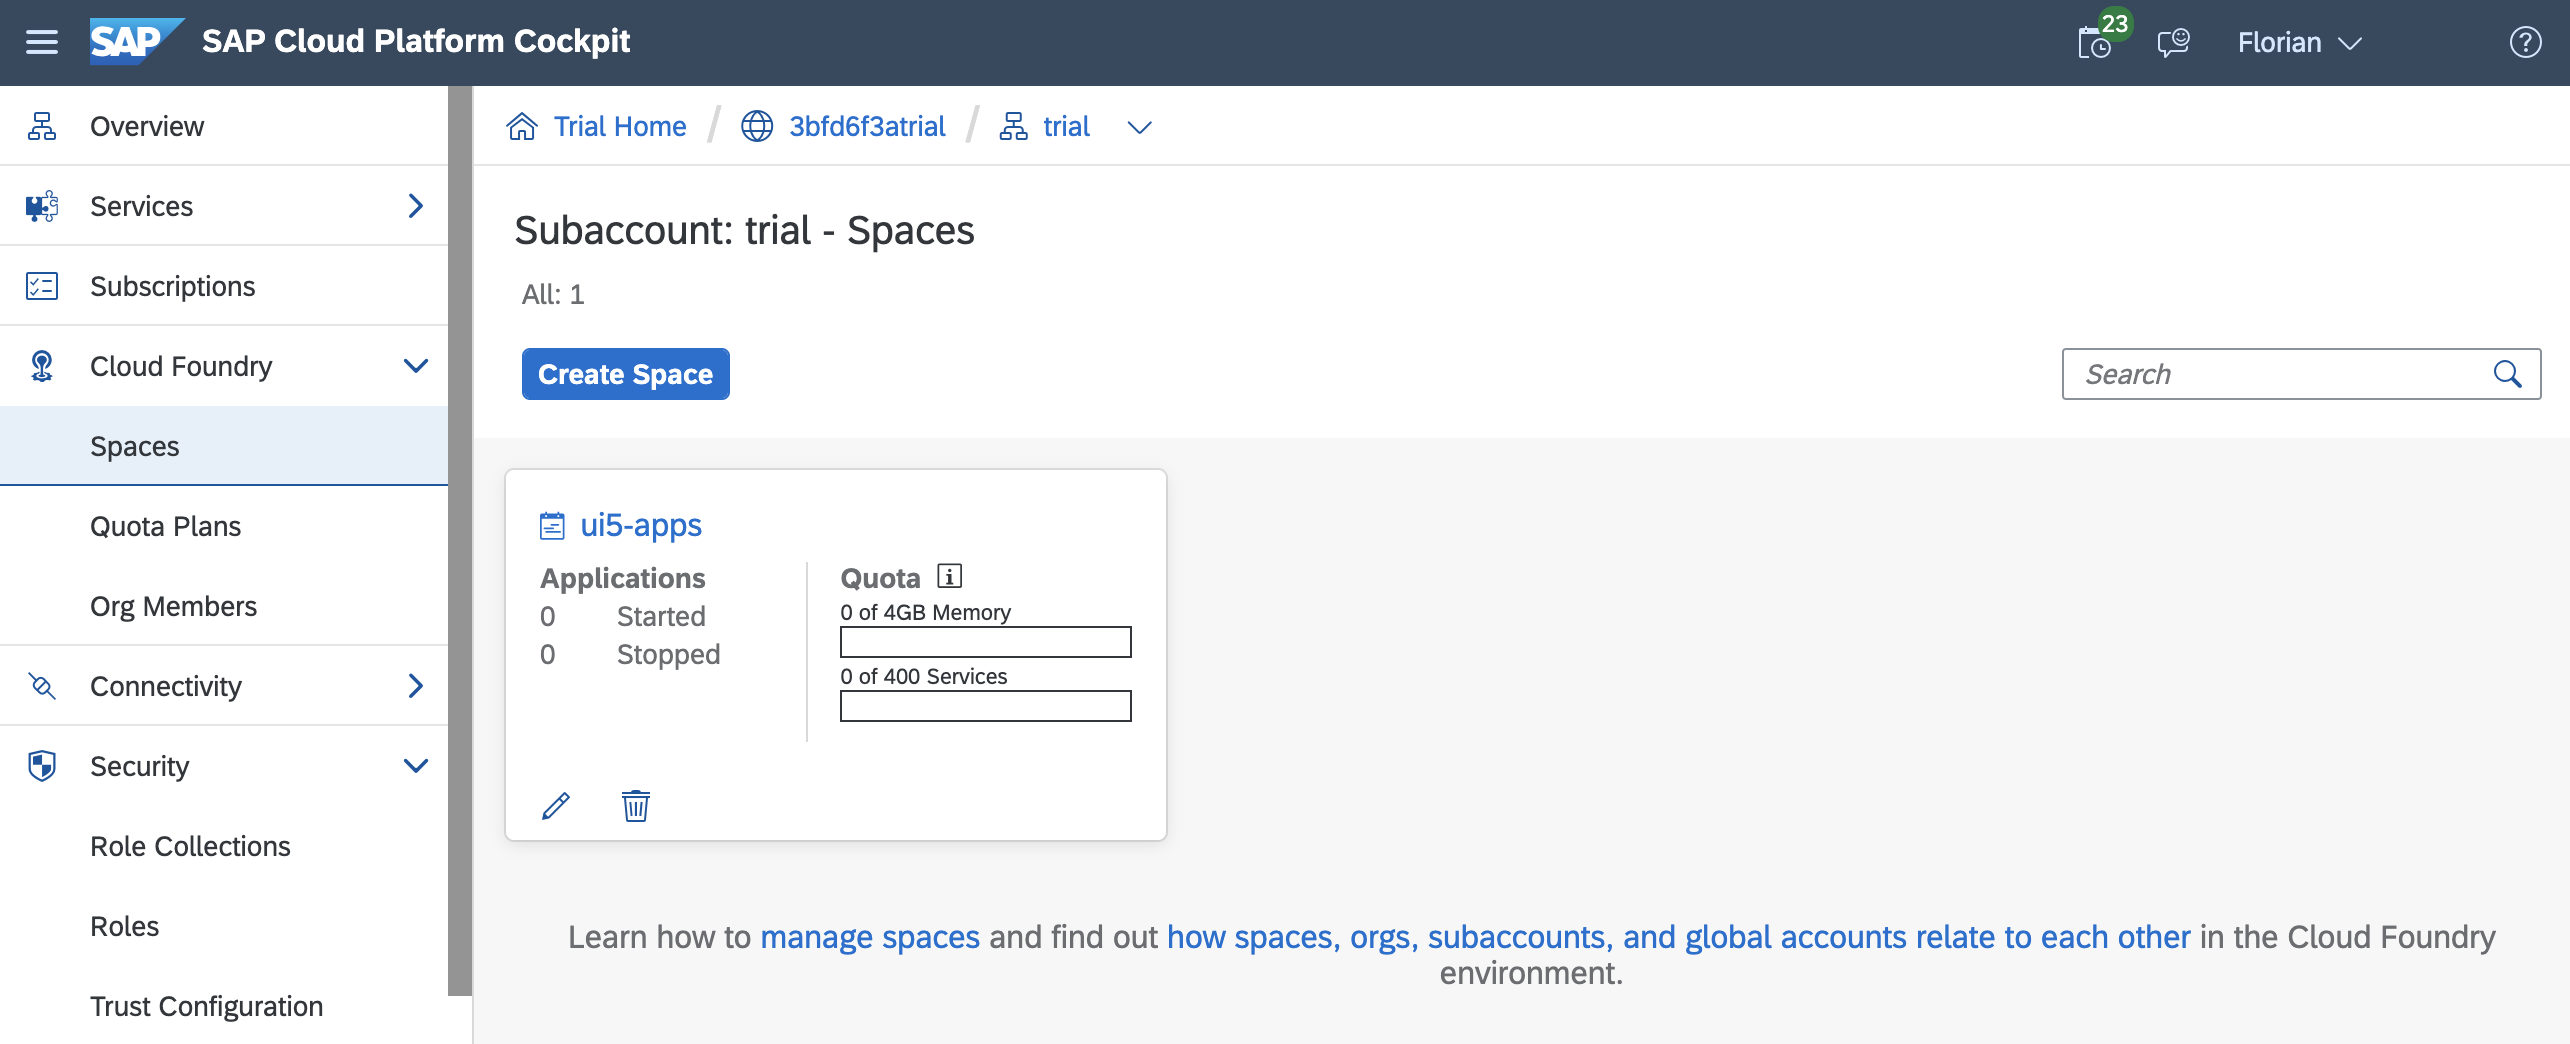 SAP SAP Cloud Platform Cockpit
23
Florian
Overview
Services
Subscriptions
Cloud Foundry
Spaces
Quota Plans
Org Members
Connectivity
Security
Role Collections
Roles
Trust Configuration
Trial Home / 3bfd6f3atrial / trial
Subaccount: trial - Spaces
All: 1
Create Space
Search
ui5-apps
Applications
0 Started
0 Stopped
Quota
0 of 4GB Memory
0 of 400 Services
Learn how to manage spaces and find out how spaces, orgs, subaccounts, and global accounts relate to each other in the Cloud Foundry
environment.